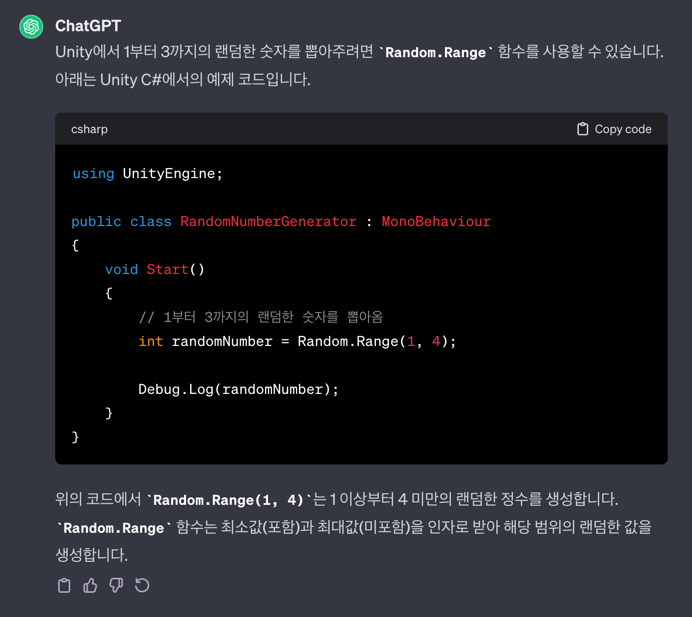 ChatGPT
Unity에서 1부터 3까지의 랜덤한 숫자를 뽑아주려면 `Random.Range` 함수를 사용할 수 있습니다.
아래는 Unity C#에서의 예제 코드입니다.
csharp
Copy code
using UnityEngine;
public class RandomNumberGenerator : MonoBehaviour
{
    void Start()
    {
        // 1부터 3까지의 랜덤한 숫자를 뽑아옴
        int randomNumber = Random.Range(1, 4);
        Debug.Log(randomNumber);
    }
}
위의 코드에서 `Random.Range(1, 4)`는 1 이상부터 4 미만의 랜덤한 정수를 생성합니다.
`Random.Range` 함수는 최소값(포함)과 최대값(미포함)을 인자로 받아 해당 범위의 랜덤한 값을
생성합니다.